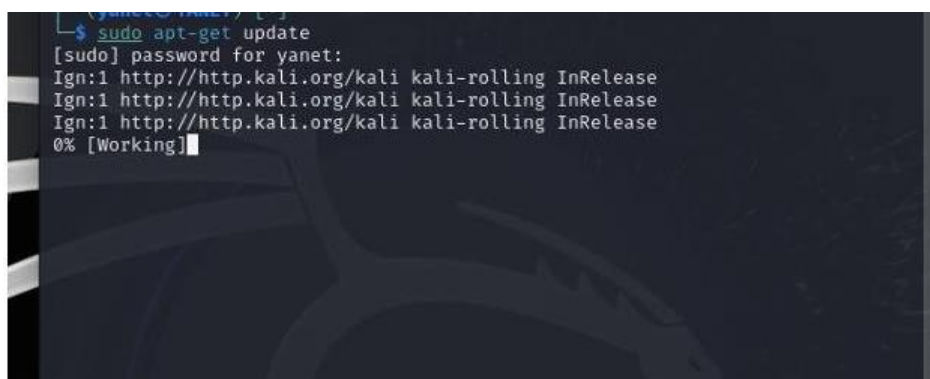 └─$ sudo apt-get update
[sudo] password for yanet:
Ign:1 http://http.kali.org/kali kali-rolling InRelease
Ign:1 http://http.kali.org/kali kali-rolling InRelease
Ign:1 http://http.kali.org/kali kali-rolling InRelease
0% [Working]